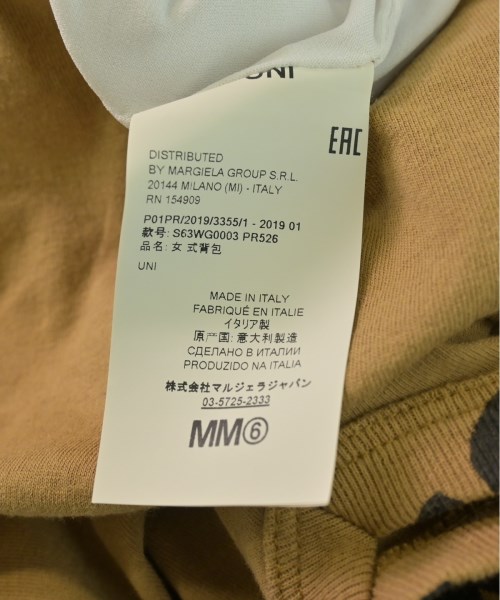 UNI
EAC
DISTRIBUTED
BY MARGIELA GROUP S.R.L.
20144 MILANO (MI) - ITALY
RN 154909
P01PR/2019/3355/1 - 2019 01
款号: S63WG0003 PR526
品名: 女 式背包
UNI
MADE IN ITALY
FABRIQUÉ EN ITALIE
イタリア製
原产国: 意大利製造
СДЕЛАНО В ИТАЛИИ
PRODUZIDO NA ITALIA
株式会社マルジェラジャパン
03-5725-2333
MM⑥